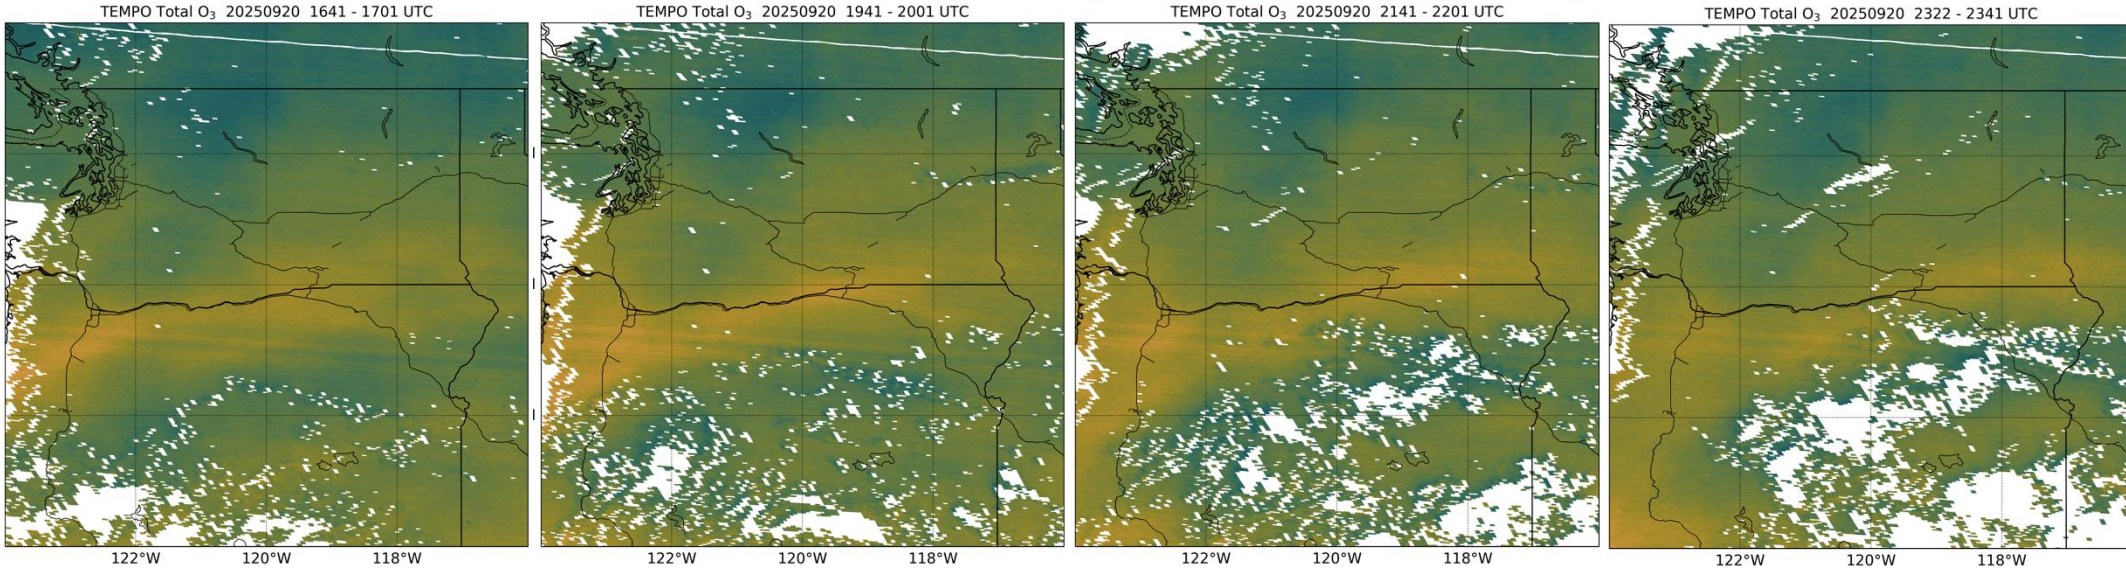 TEMPO Total O₃ 20250920 1641 - 1701 UTC
TEMPO Total O₃ 20250920 1941 - 2001 UTC
TEMPO Total O₃ 20250920 2141 - 2201 UTC
TEMPO Total O₃ 20250920 2322 - 2341 UTC
122°W 120°W 118°W
122°W 120°W 118°W
122°W 120°W 118°W
122°W 120°W 118°W